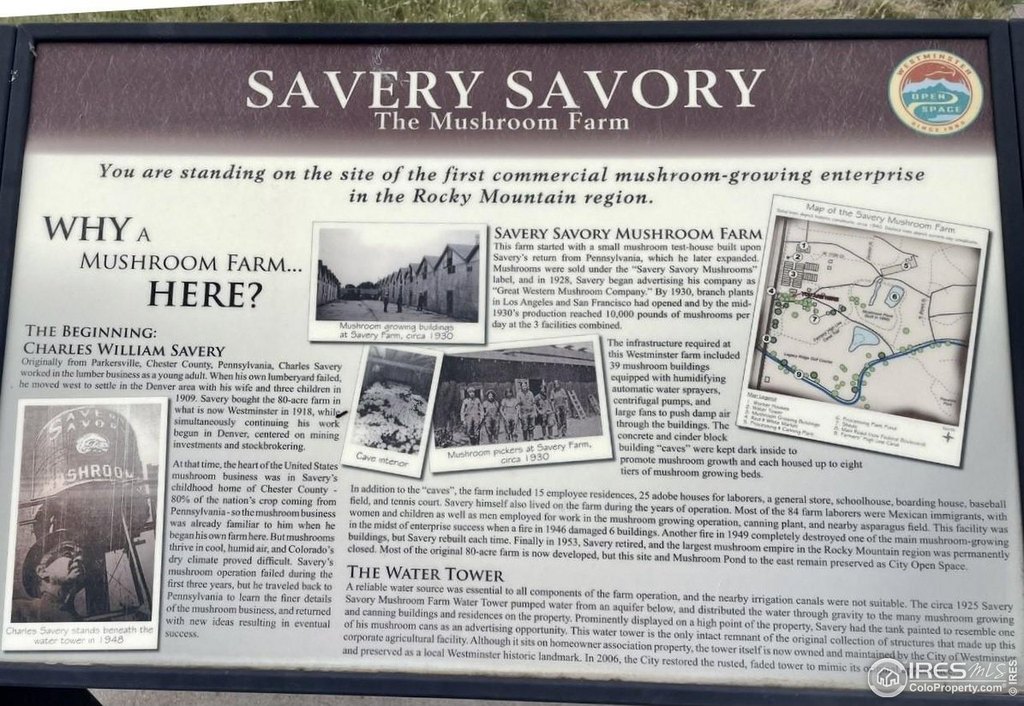 SAVERY SAVORY
The Mushroom Farm
WESTMINSTER
OPEN
SPACE
SINCE 1985
You are standing on the site of the first commercial mushroom-growing enterprise
in the Rocky Mountain region.
WHY A
MUSHROOM FARM...
HERE?
THE BEGINNING:
CHARLES WILLIAM SAVERY
Originally from Parkersville, Chester County, Pennsylvania, Charles Savery
worked in the lumber business as a young adult. When his own lumberyard failed,
he moved west to settle in the Denver area with his wife and three children in
1909. Savery bought the 80-acre farm in
what is now Westminster in 1918, while
simultaneously continuing his work
begun in Denver, centered on mining
investments and stockbrokering.
At that time, the heart of the United States
mushroom business was in Savery's
childhood home of Chester County -
80% of the nation's crop coming from
Pennsylvania - so the mushroom business
was already familiar to him when he
began his own farm here. But mushrooms
thrive in cool, humid air, and Colorado's
dry climate proved difficult. Savery's
mushroom operation failed during the
first three years, but he traveled back to
Pennsylvania to learn the finer details
of the mushroom business, and returned
with new ideas resulting in eventual
success.
MUSHROOM
Charles Savery stands beneath the
water tower in 1948
Mushroom growing buildings
at Savery Farm, circa 1930
Cave interior
Mushroom pickers at Savery Farm,
circa 1930
SAVERY SAVORY MUSHROOM FARM
This farm started with a small mushroom test-house built upon
Savery's return from Pennsylvania, which he later expanded.
Mushrooms were sold under the "Savery Savory Mushrooms"
label, and in 1928, Savery began advertising his company as
"Great Western Mushroom Company." By 1930, branch plants
in Los Angeles and San Francisco had opened and by the mid-
1930's production reached 10,000 pounds of mushrooms per
day at the 3 facilities combined.
The infrastructure required at
this Westminster farm included
39 mushroom buildings
equipped with humidifying
automatic water sprayers,
centrifugal pumps, and
large fans to push damp air
through the buildings. The
concrete and cinder block
building "caves" were kept dark inside to
promote mushroom growth and each housed up to eight
tiers of mushroom growing beds.
Map of the Savery Mushroom Farm
1
2
3
4
5
6
7
8
Map Legend
1. Worker Houses
2. Water Tower
3. Mushroom Growing Buildings
In addition to the "caves", the farm included 15 employee residences, 25 adobe houses for laborers, a general store, schoolhouse, boarding house, baseball
field, and tennis court. Savery himself also lived on the farm during the years of operation. Most of the 84 farm laborers were Mexican immigrants, with
women and children as well as men employed for work in the mushroom growing operation, canning plant, and nearby asparagus field. This facility was
in the midst of enterprise success when a fire in 1946 damaged 6 buildings. Another fire in 1949 completely destroyed one of the main mushroom-growing
buildings, but Savery rebuilt each time. Finally in 1953, Savery retired, and the largest mushroom empire in the Rocky Mountain region was permanently
closed. Most of the original 80-acre farm is now developed, but this site and Mushroom Pond to the east remain preserved as City Open Space.
THE WATER TOWER
A reliable water source was essential to all components of the farm operation, and the nearby irrigation canals were not suitable. The circa 1925 Savery
Savory Mushroom Farm Water Tower pumped water from an aquifer below, and distributed the water through gravity to the many mushroom growing
and canning buildings and residences on the property. Prominently displayed on a high point of the property, Savery had the tank painted to resemble one
of his mushroom cans as an advertising opportunity. This water tower is the only intact remnant of the original collection of structures that made up this
corporate agricultural facility. Although it sits on homeowner association property, the tower itself is now owned and maintained by the City of Westminster
and preserved as a local Westminster historic landmark. In 2006, the City restored the rusted, faded tower to mimic its
IRES MLS
ColoProperty.com
© IRES